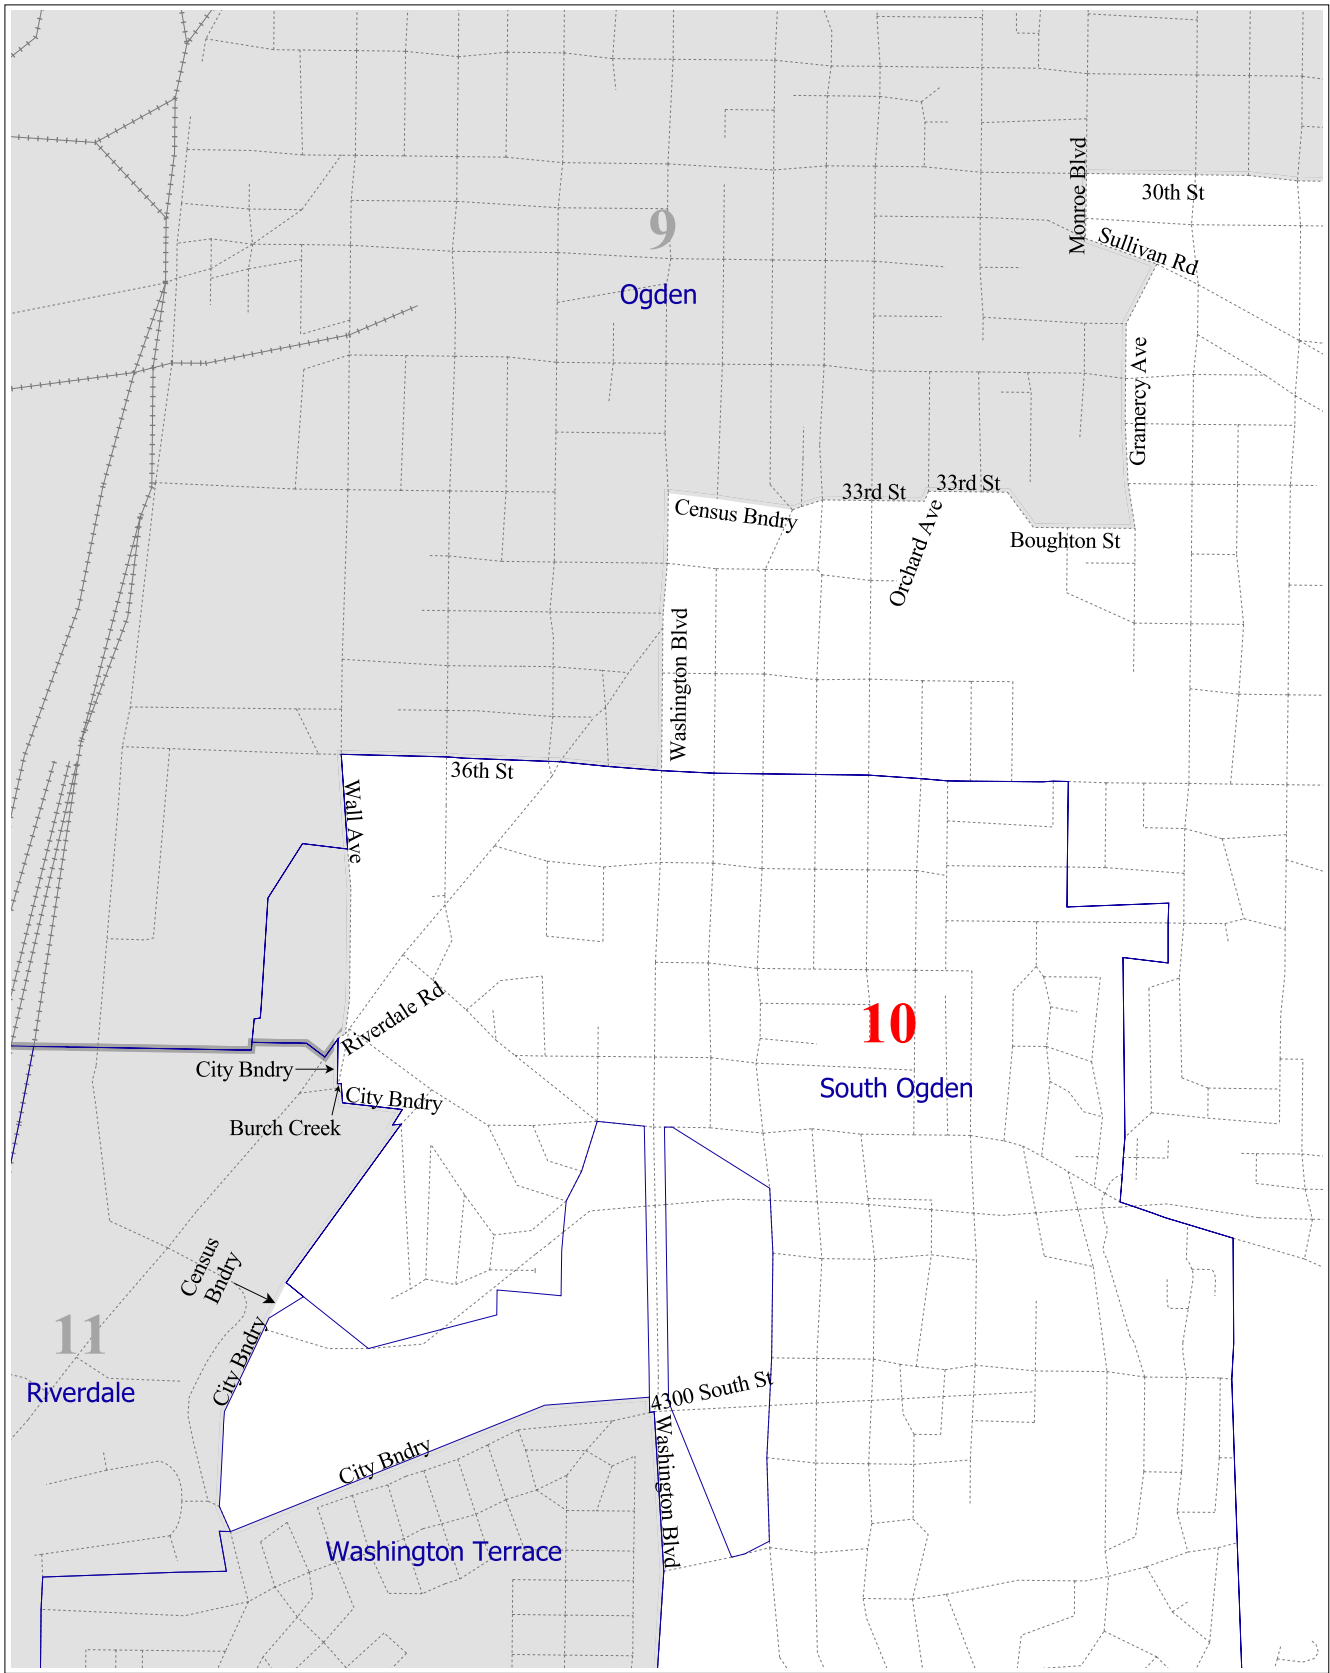 Monroe Blvd
30th St
9
Sullivan Rd
Ogden
Gramercy Ave
33rd St
33rd St
Census Bndry
Orchard Ave
Boughton St
Washington Blvd
36th St
Wall Ave
Riverdale Rd
10
City Bndry
City Bndry
South Ogden
Burch Creek
Census
Bndry
11
City Bndry
Riverdale
4300 South St
City Bndry
Washington Blvd
Washington Terrace